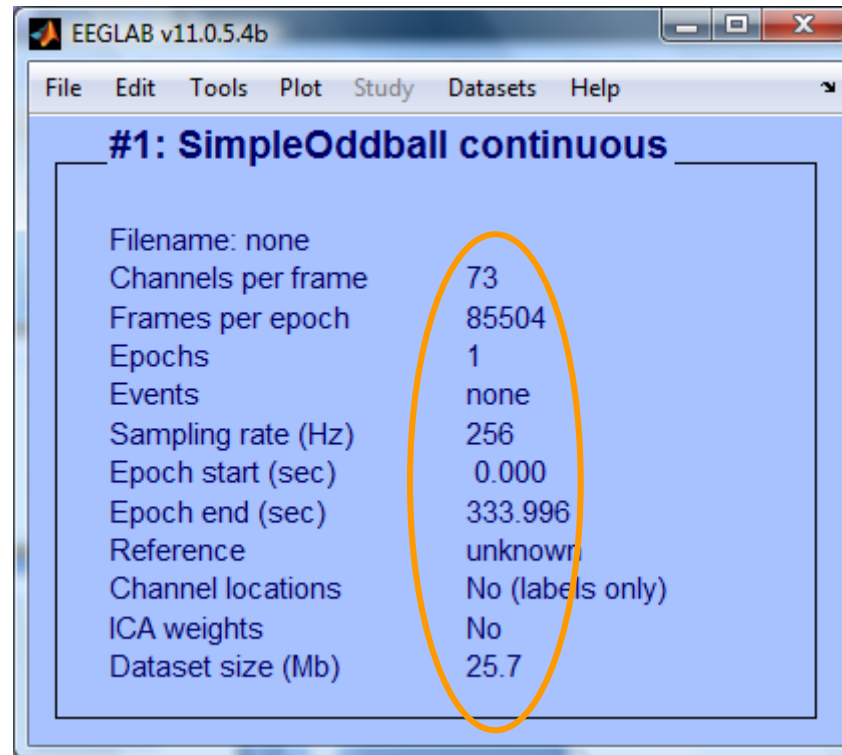 EEGLAB v11.0.5.4b
File Edit Tools Plot Study Datasets Help
#1: SimpleOddball continuous
Filename: none
Channels per frame 73
Frames per epoch 85504
Epochs 1
Events none
Sampling rate (Hz) 256
Epoch start (sec) 0.000
Epoch end (sec) 333.996
Reference unknown
Channel locations No (labels only)
ICA weights No
Dataset size (Mb) 25.7